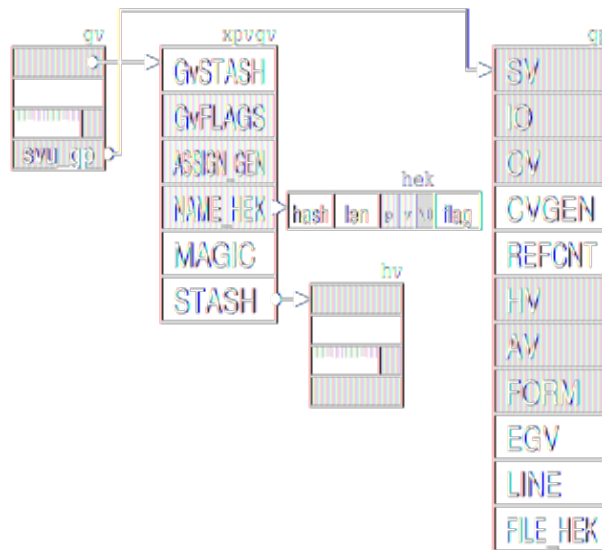 gv
xpvgv
GvSTASH
GvFLAGS
ASSIGN_GEN
NAME_HEK
MAGIC
STASH
svu_gp
hek
hash len p v \0 flag
hv
SV
IO
CV
CVGEN
REFCNT
HV
AV
FORM
EGV
LINE
FILE_HEK